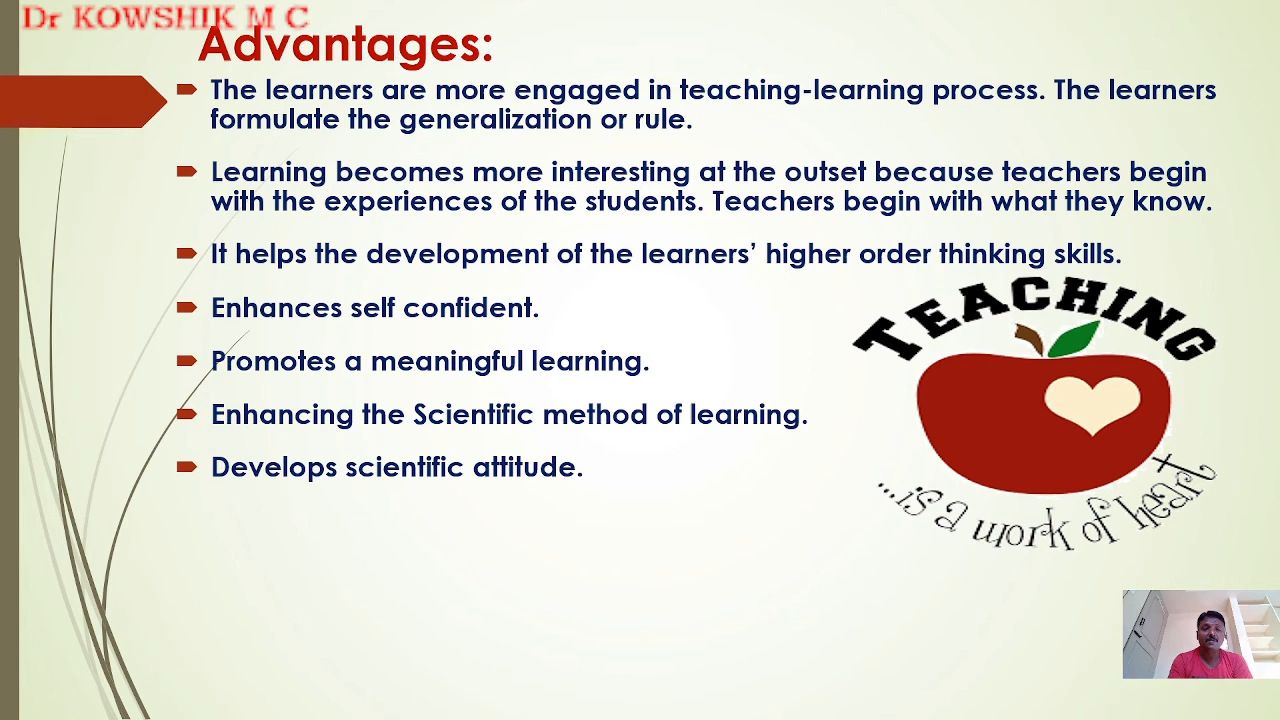 Dr KOWSHIK M C
Advantages:
The learners are more engaged in teaching-learning process. The learners
formulate the generalization or rule.
Learning becomes more interesting at the outset because teachers begin
with the experiences of the students. Teachers begin with what they know.
It helps the development of the learners’ higher order thinking skills.
Enhances self confident.
Promotes a meaningful learning.
Enhancing the Scientific method of learning.
Develops scientific attitude.
TEACHING
...is a work of heart